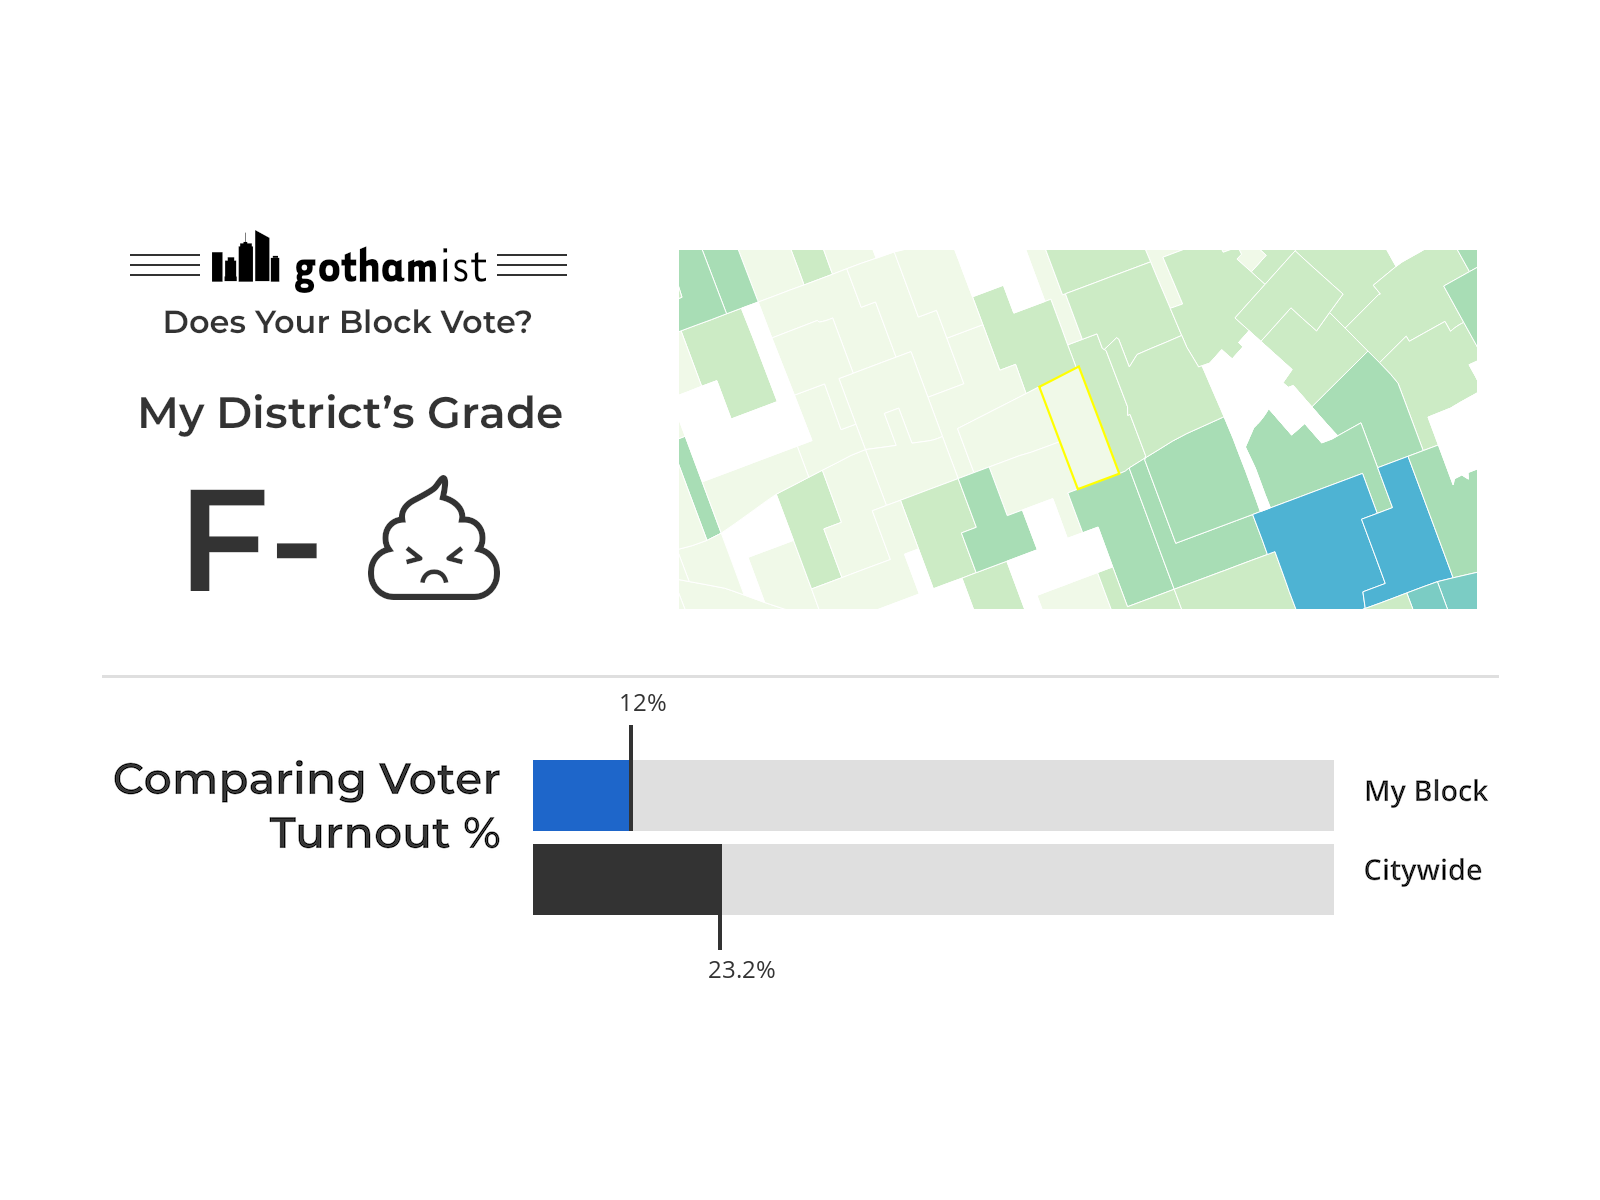 gothamist
Does Your Block Vote?
My District’s Grade
F-
12%
Comparing Voter
Turnout %
My Block
Citywide
23.2%